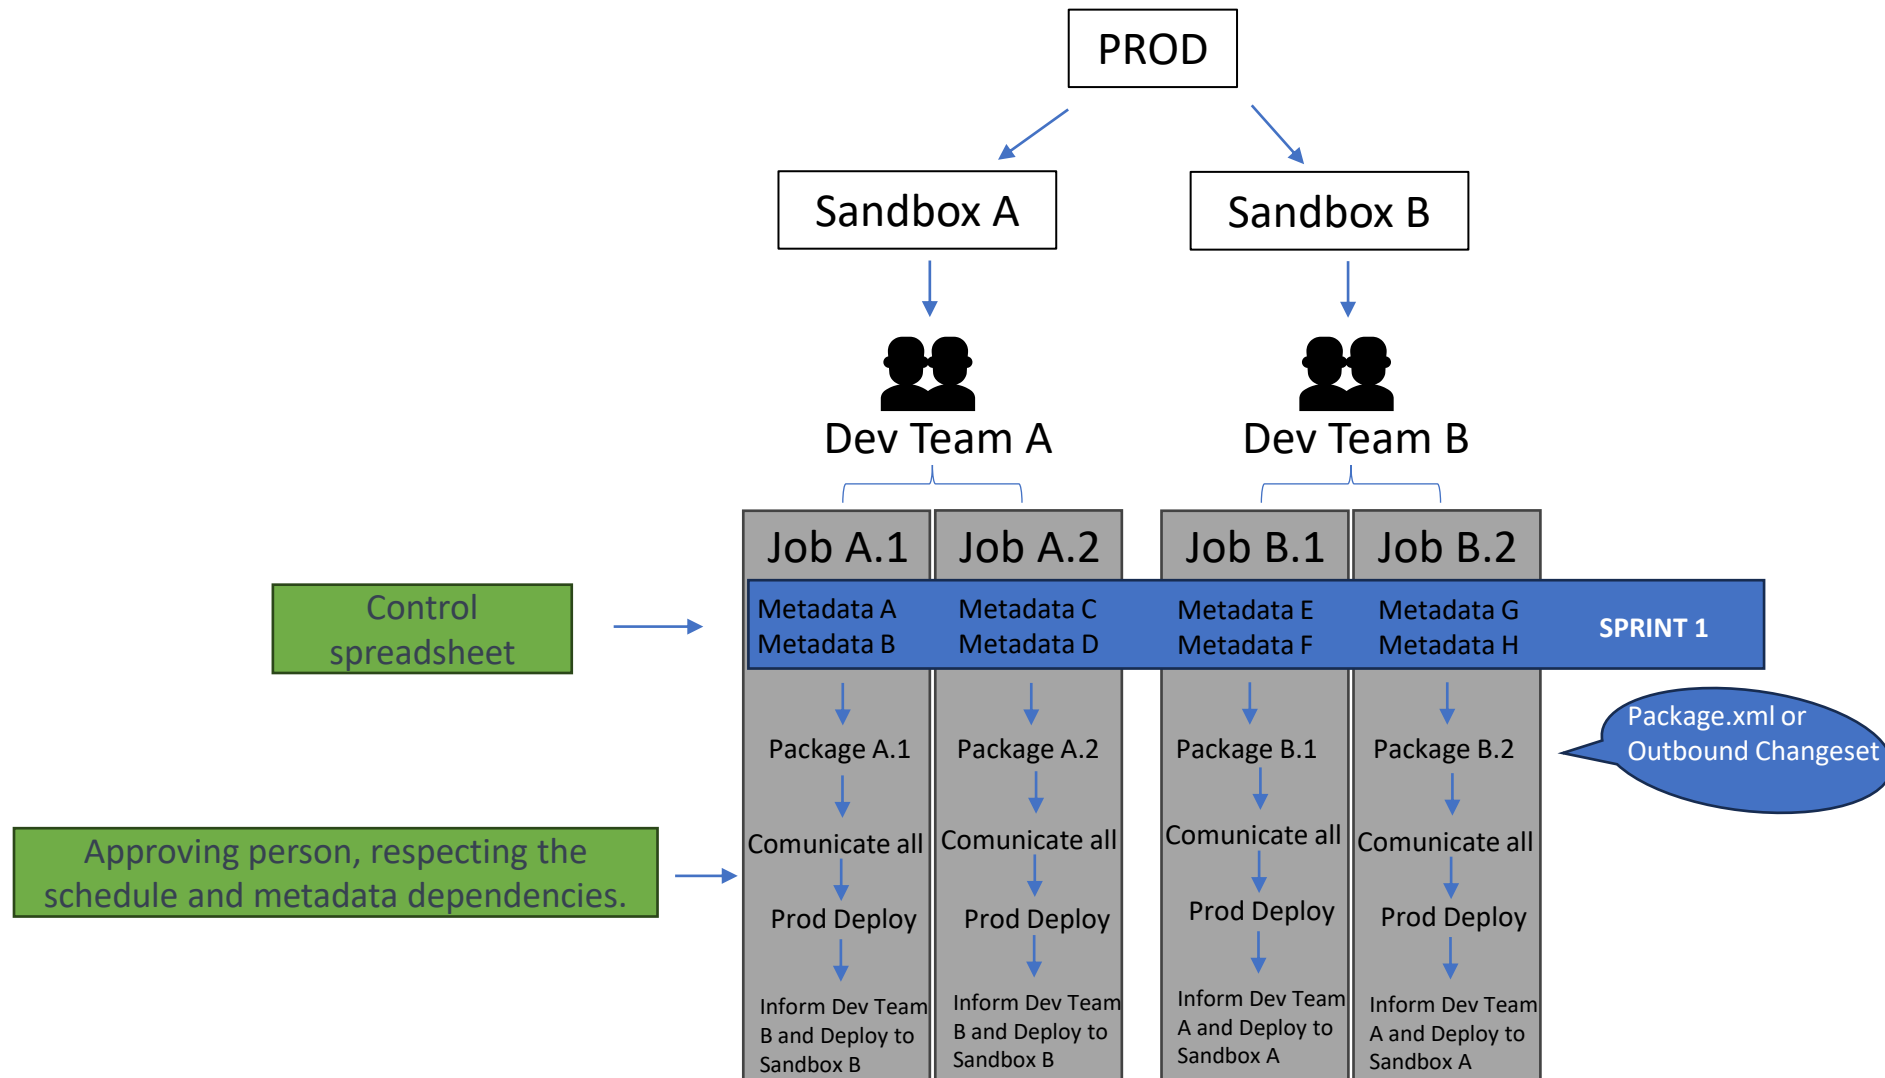 PROD
Sandbox A
Sandbox B
Dev Team A
Dev Team B
Job A.1
Job A.2
Job B.1
Job B.2
Control
spreadsheet
Metadata A
Metadata B
Metadata C
Metadata D
Metadata E
Metadata F
Metadata G
Metadata H
SPRINT 1
Package.xml or
Outbound Changeset
Package A.1
Package A.2
Package B.1
Package B.2
Approving person, respecting the
schedule and metadata dependencies.
Comunicate all
Comunicate all
Comunicate all
Comunicate all
Prod Deploy
Prod Deploy
Prod Deploy
Prod Deploy
Inform Dev Team
B and Deploy to
Sandbox B
Inform Dev Team
B and Deploy to
Sandbox B
Inform Dev Team
A and Deploy to
Sandbox A
Inform Dev Team
A and Deploy to
Sandbox A